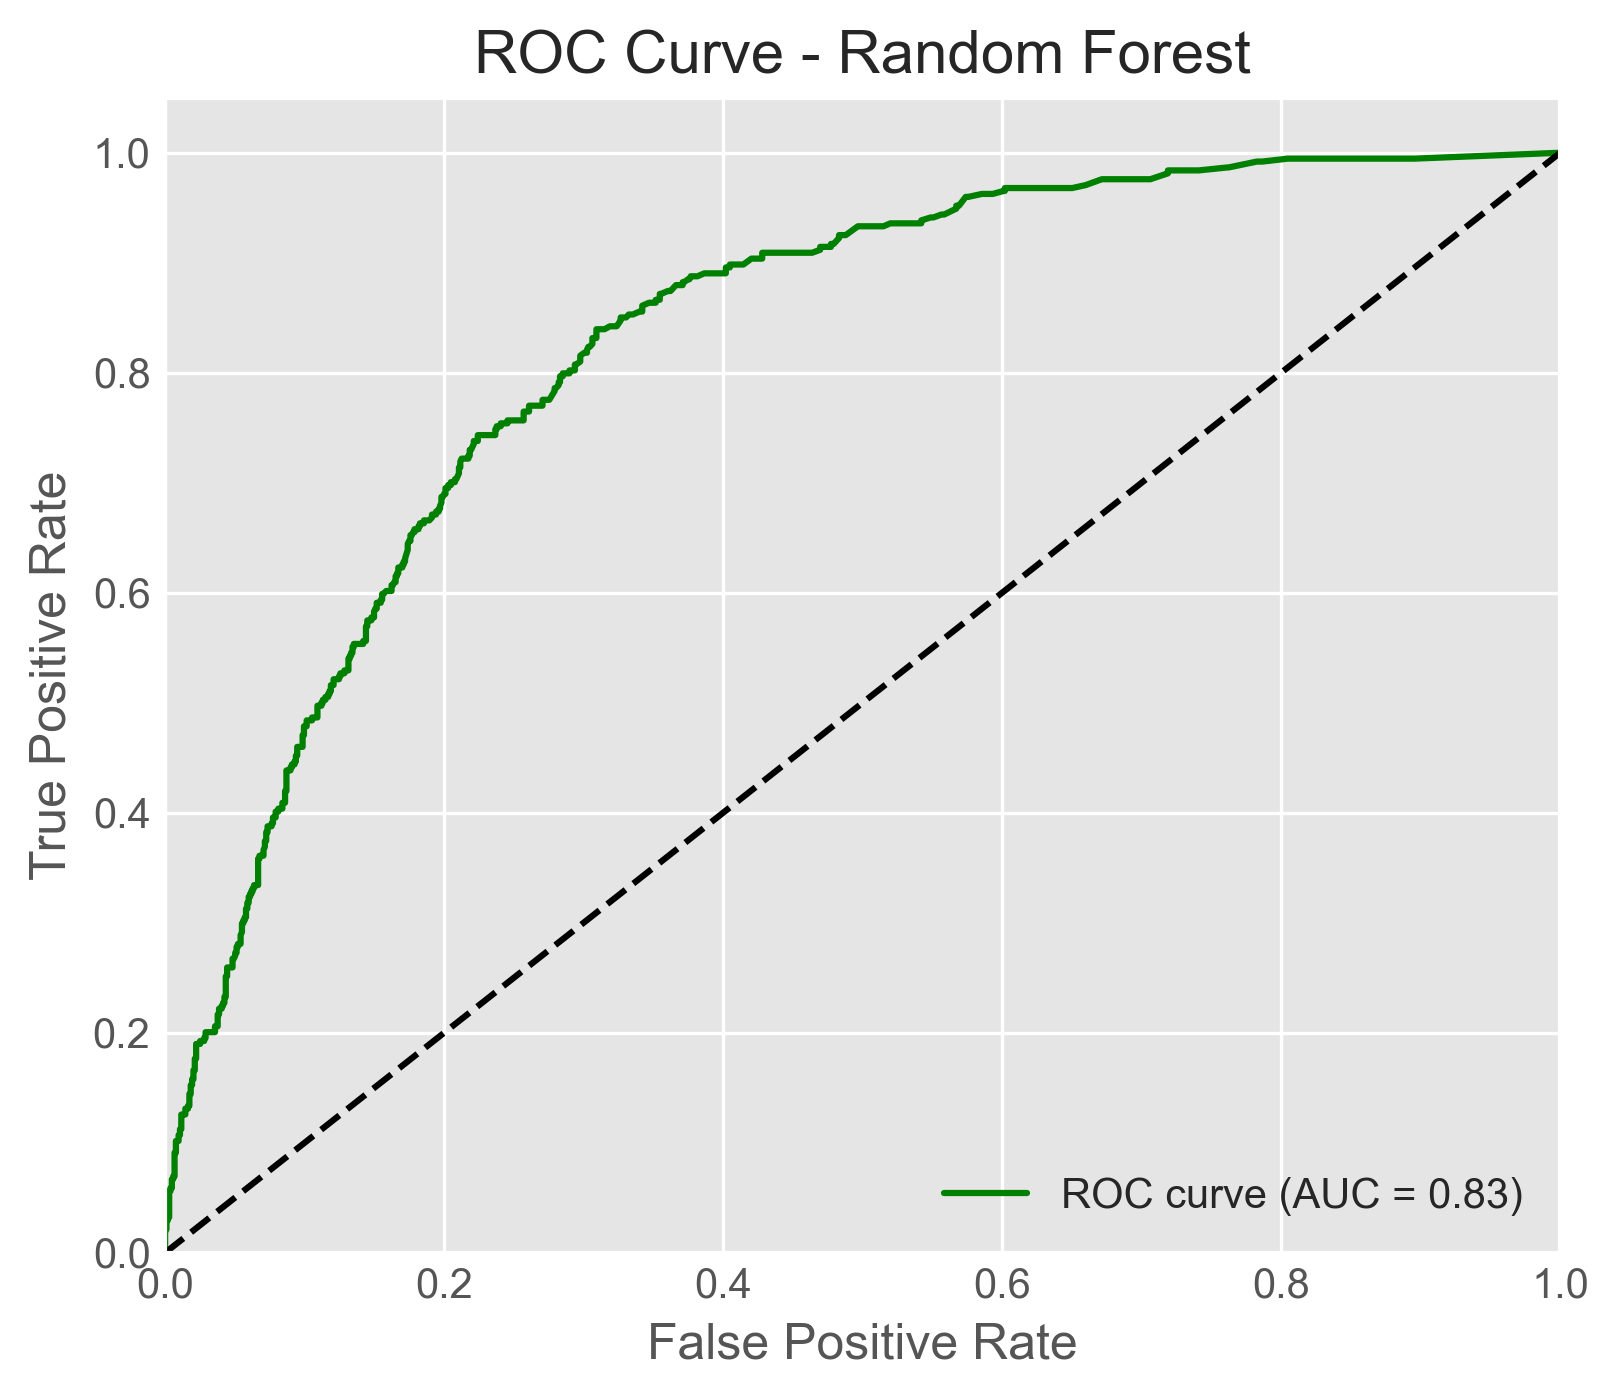 ROC Curve - Random Forest
True Positive Rate
1.0
0.8
0.6
0.4
0.2
0.0
ROC curve (AUC = 0.83)
0.0 0.2 0.4 0.6 0.8 1.0
False Positive Rate